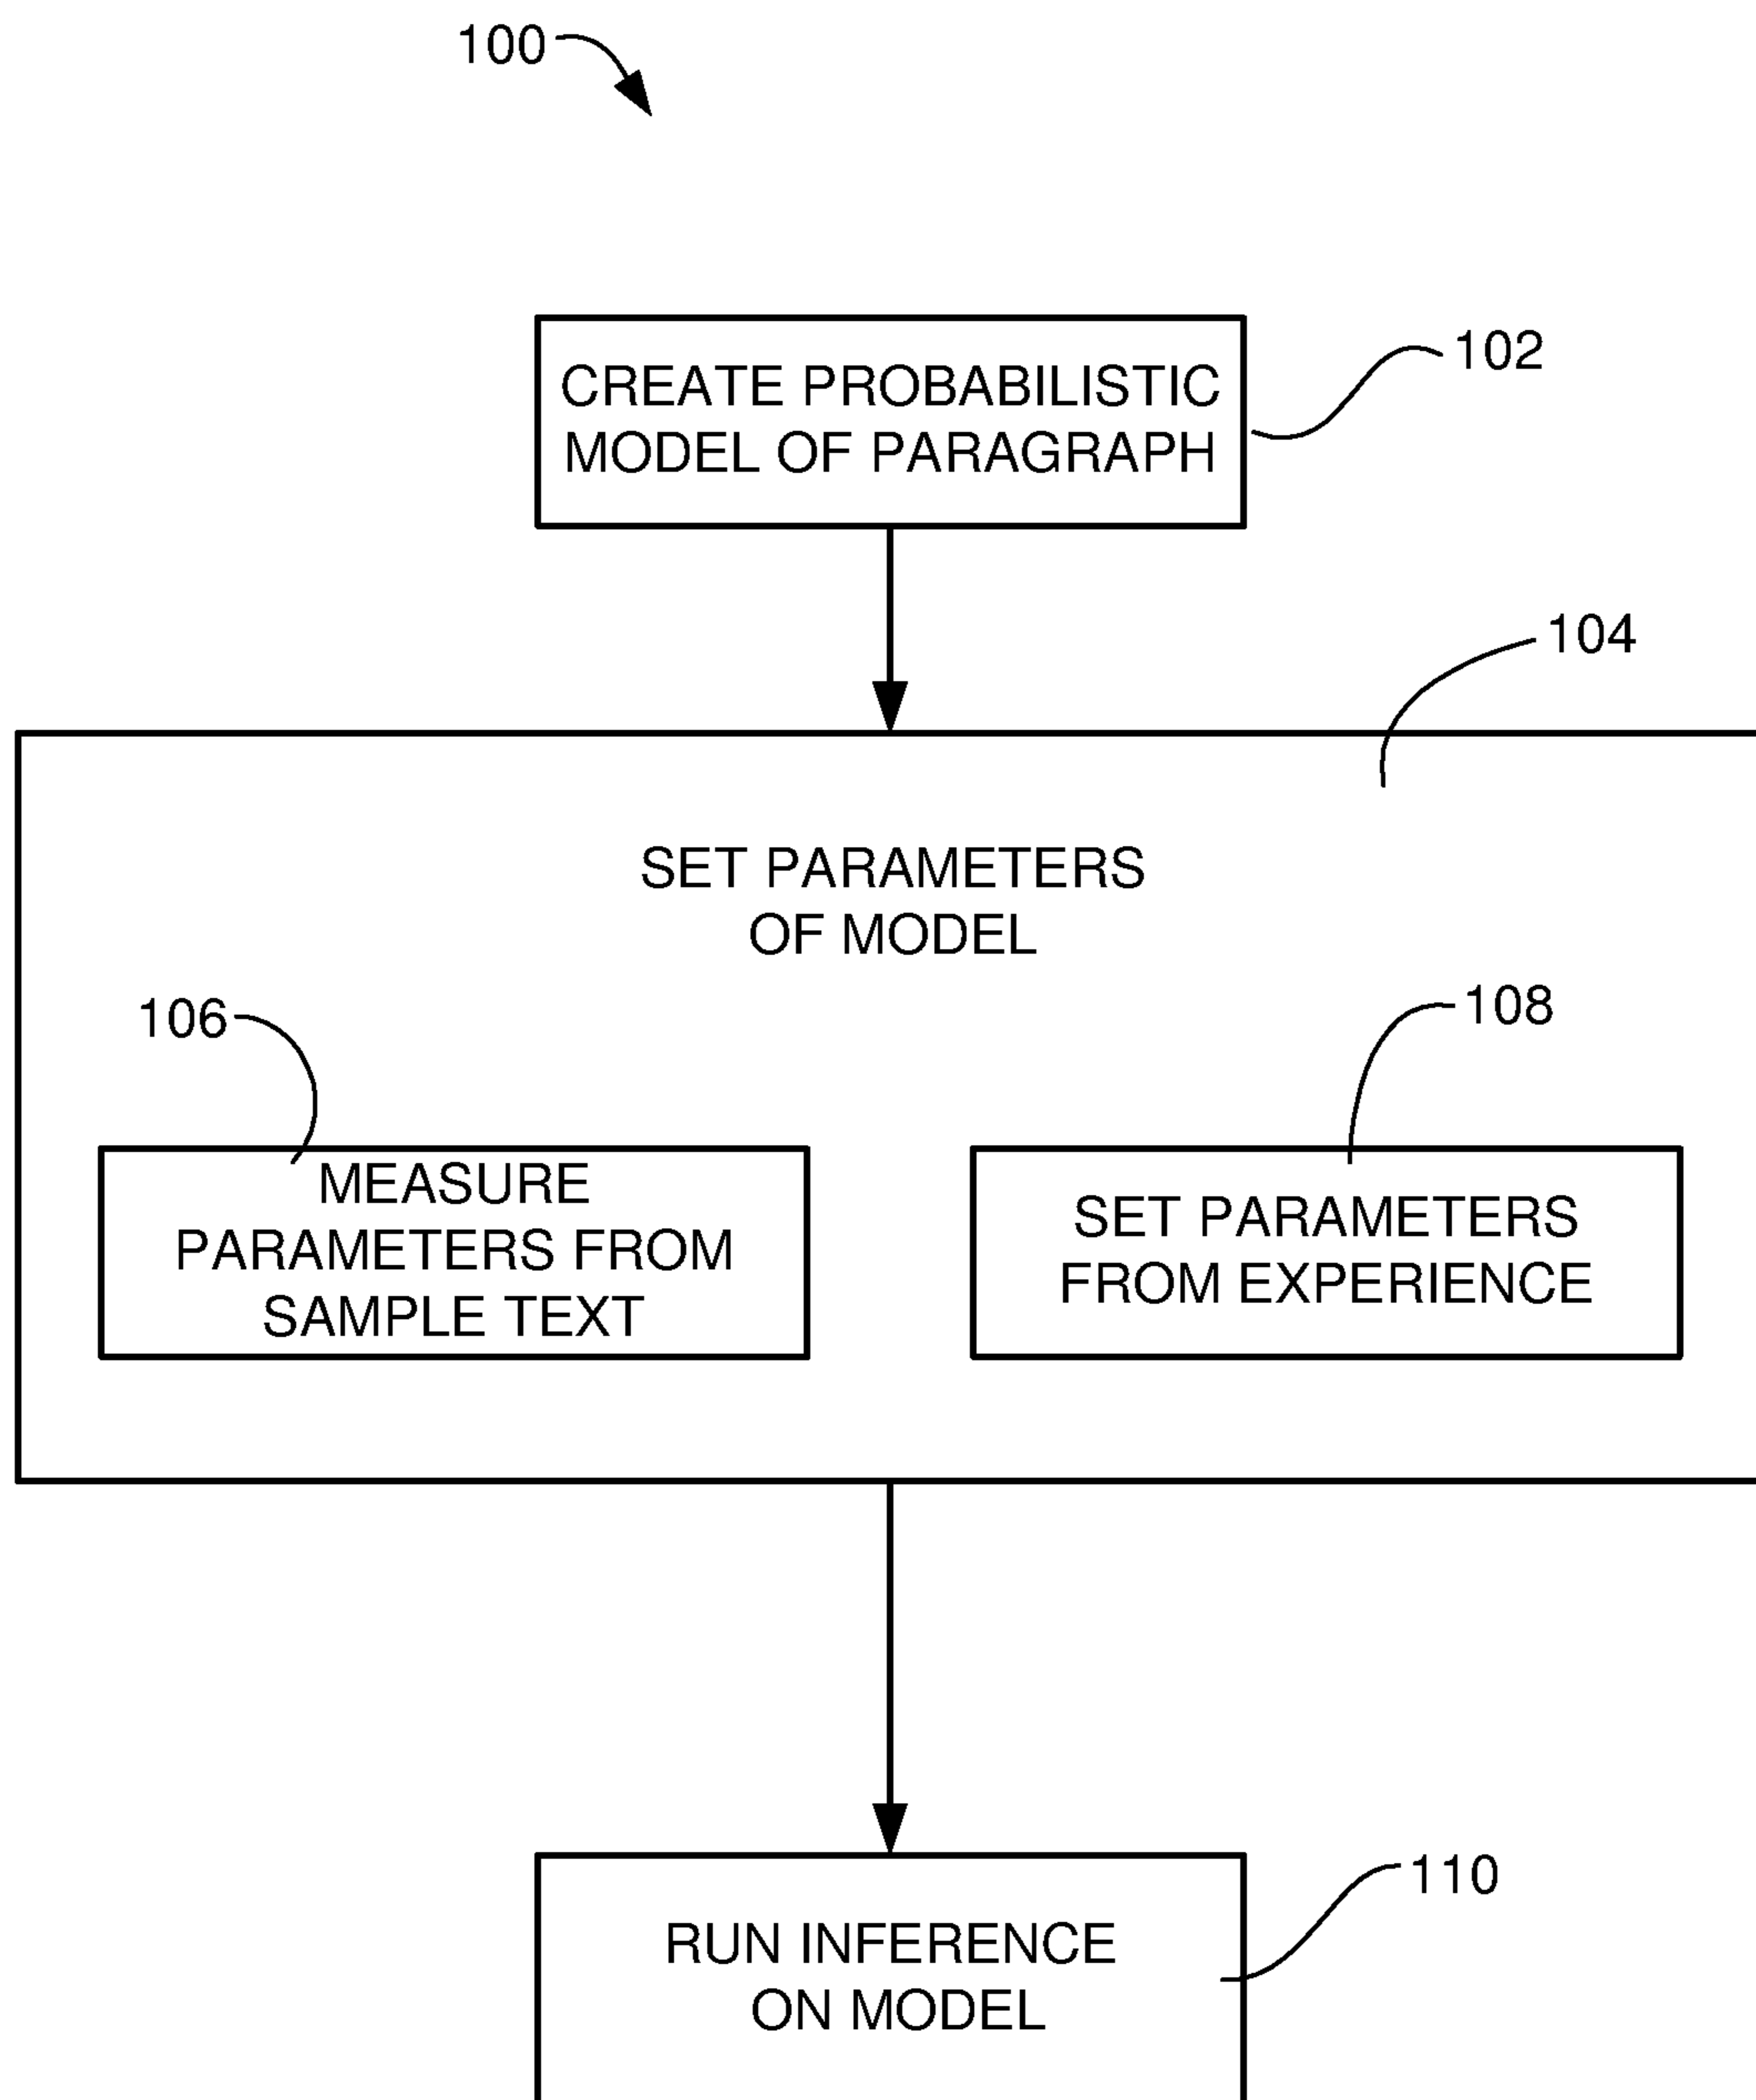 100
CREATE PROBABILISTIC
MODEL OF PARAGRAPH
102
104
SET PARAMETERS
OF MODEL
106
108
MEASURE
PARAMETERS FROM
SAMPLE TEXT
SET PARAMETERS
FROM EXPERIENCE
110
RUN INFERENCE
ON MODEL